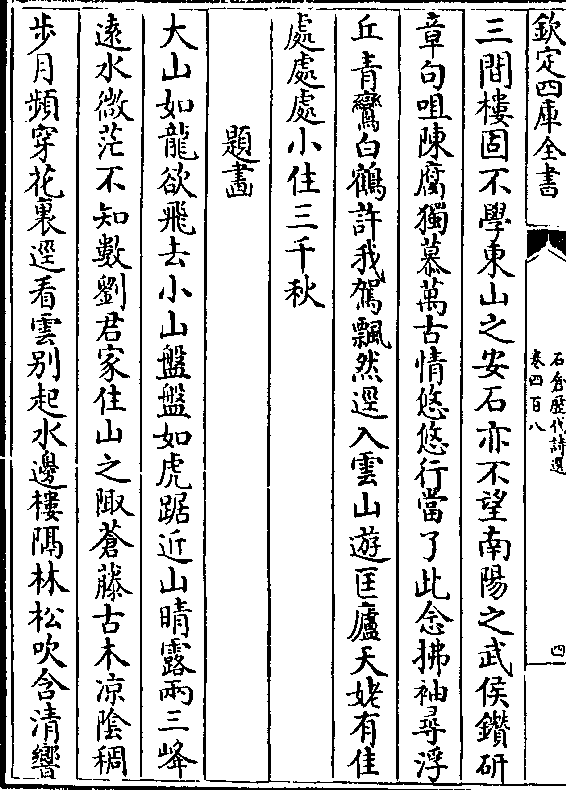 欽定四庫全書
石倉歷代詩選
卷四百八
四
三間樓固不學東山之安石亦不望南陽之武侯鑽研
章句咀陳腐獨慕萬古情悠悠行當了此念拂袖尋浮
丘青鸞白鶴許我駕飄然逕入雲山遊匡廬天姥有佳
處處處小住三千秋
題畫
大山如龍欲飛去小山盤盤如虎踞近山晴露兩三峰
遠水微茫不知數劉君家住山之陬蒼藤古木凉陰稠
步月頻穿花裏逕看雲别起水邊樓隔林松吹含清響